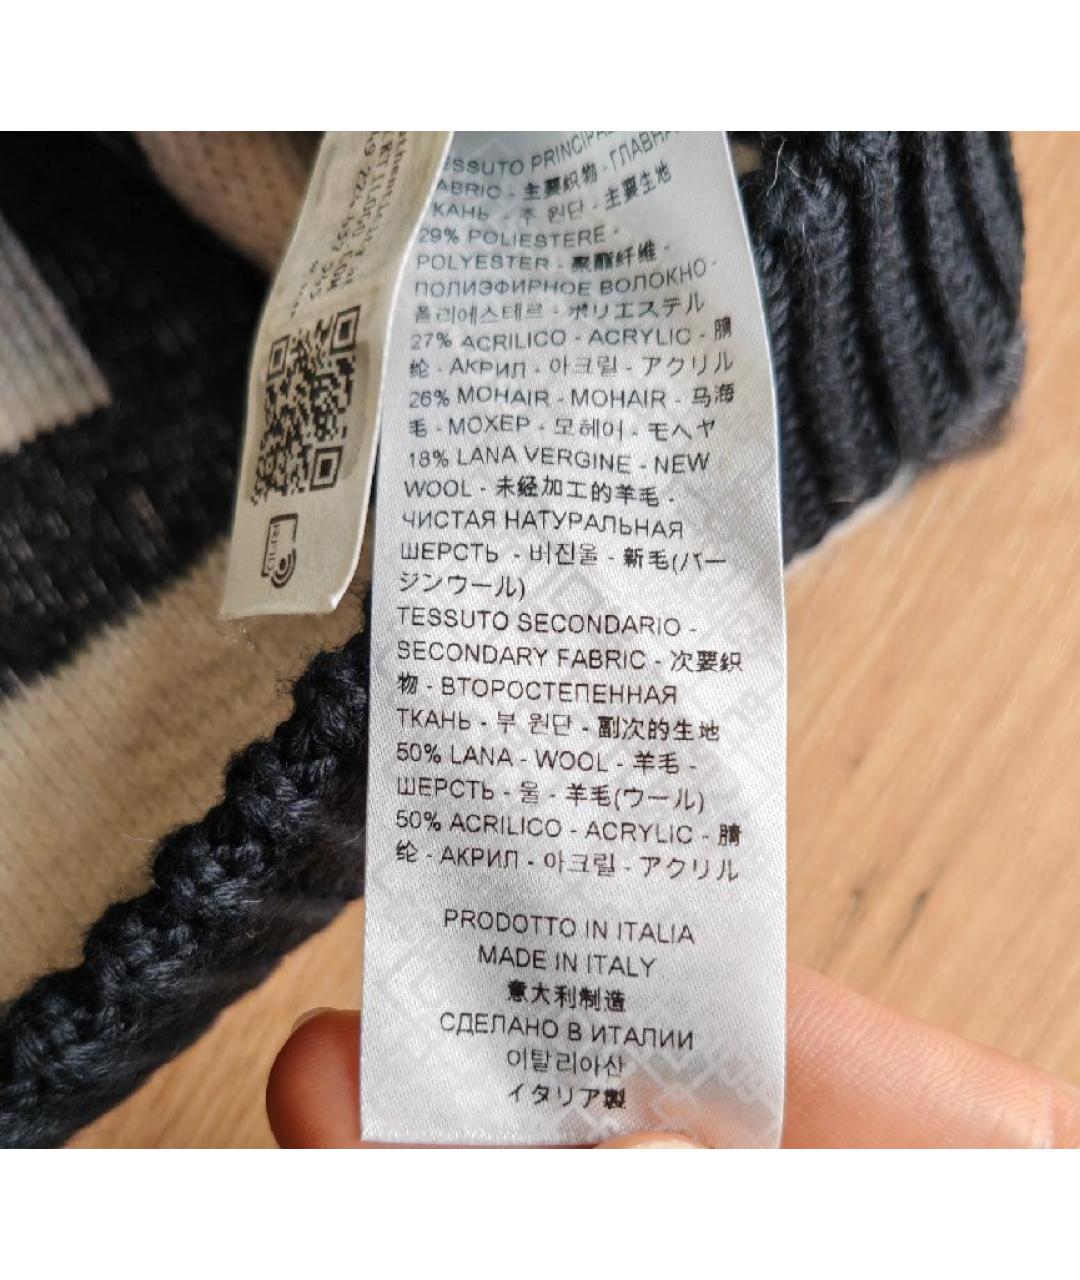 TESSUTO PRINCIPALE
FABRIC - 主要织物 - ГЛАВНАЯ
ТКАНЬ - 주 원단 - 主要生地
29% POLIESTERE -
POLYESTER - 聚酯纤维 -
ПОЛИЭФИРНОЕ ВОЛОКНО -
폴리에스테르 - ポリエステル
27% ACRILICO - ACRYLIC - 腈
纶 - АКРИЛ - 아크릴 - アクリル
26% MOHAIR - MOHAIR - 马海
毛 - МОХЕР - 모헤어 - モヘヤ
18% LANA VERGINE - NEW
WOOL - 未经加工的羊毛 -
ЧИСТАЯ НАТУРАЛЬНАЯ
ШЕРСТЬ - 버진울 - 新毛(バー
ジンウール)
TESSUTO SECONDARIO -
SECONDARY FABRIC - 次要织
物 - ВТОРОСТЕПЕННАЯ
ТКАНЬ - 부 원단 - 副次的生地
50% LANA - WOOL - 羊毛 -
ШЕРСТЬ - 울 - 羊毛(ウール)
50% ACRILICO - ACRYLIC - 腈
纶 - АКРИЛ - 아크릴 - アクリル
PRODOTTO IN ITALIA
MADE IN ITALY
意大利制造
СДЕЛАНО В ИТАЛИИ
이탈리아산
イタリア製
RFID